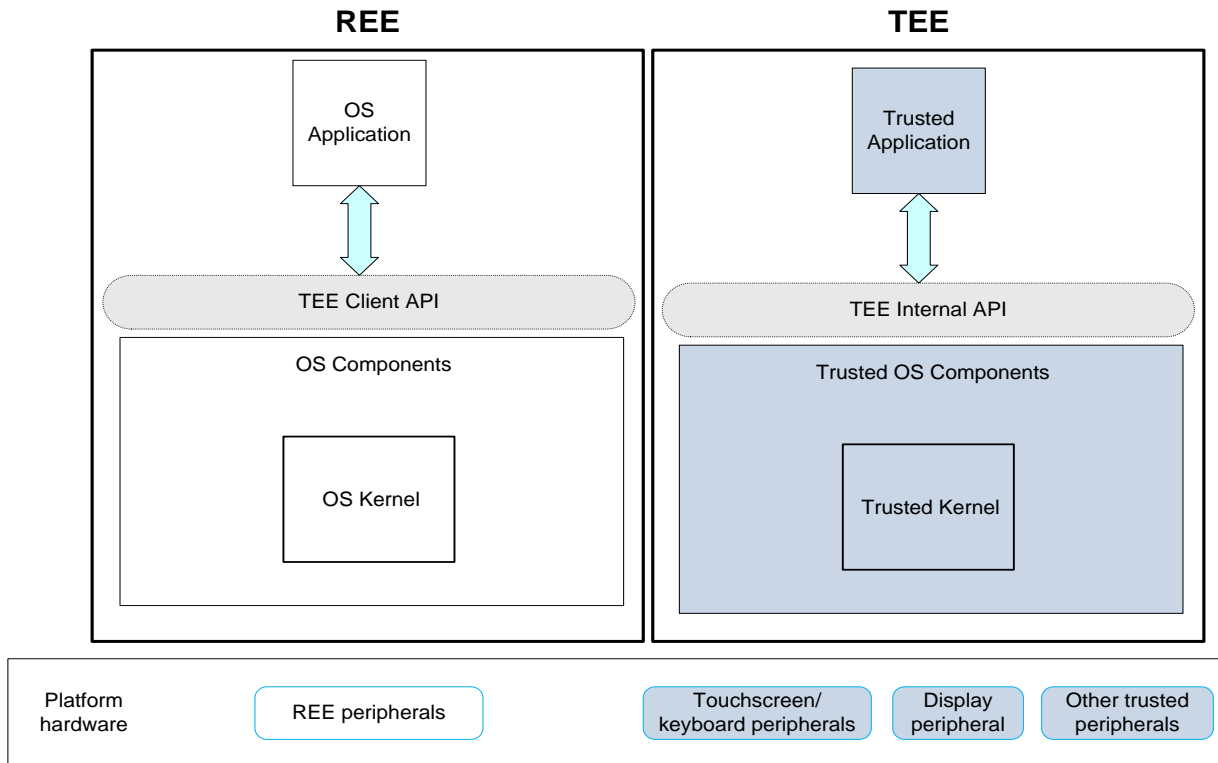 REE
TEE
OS
Application
Trusted
Application
TEE Client API
TEE Internal API
OS Components
Trusted OS Components
OS Kernel
Trusted Kernel
Platform
hardware
REE peripherals
Touchscreen/
keyboard peripherals
Display
peripheral
Other trusted
peripherals